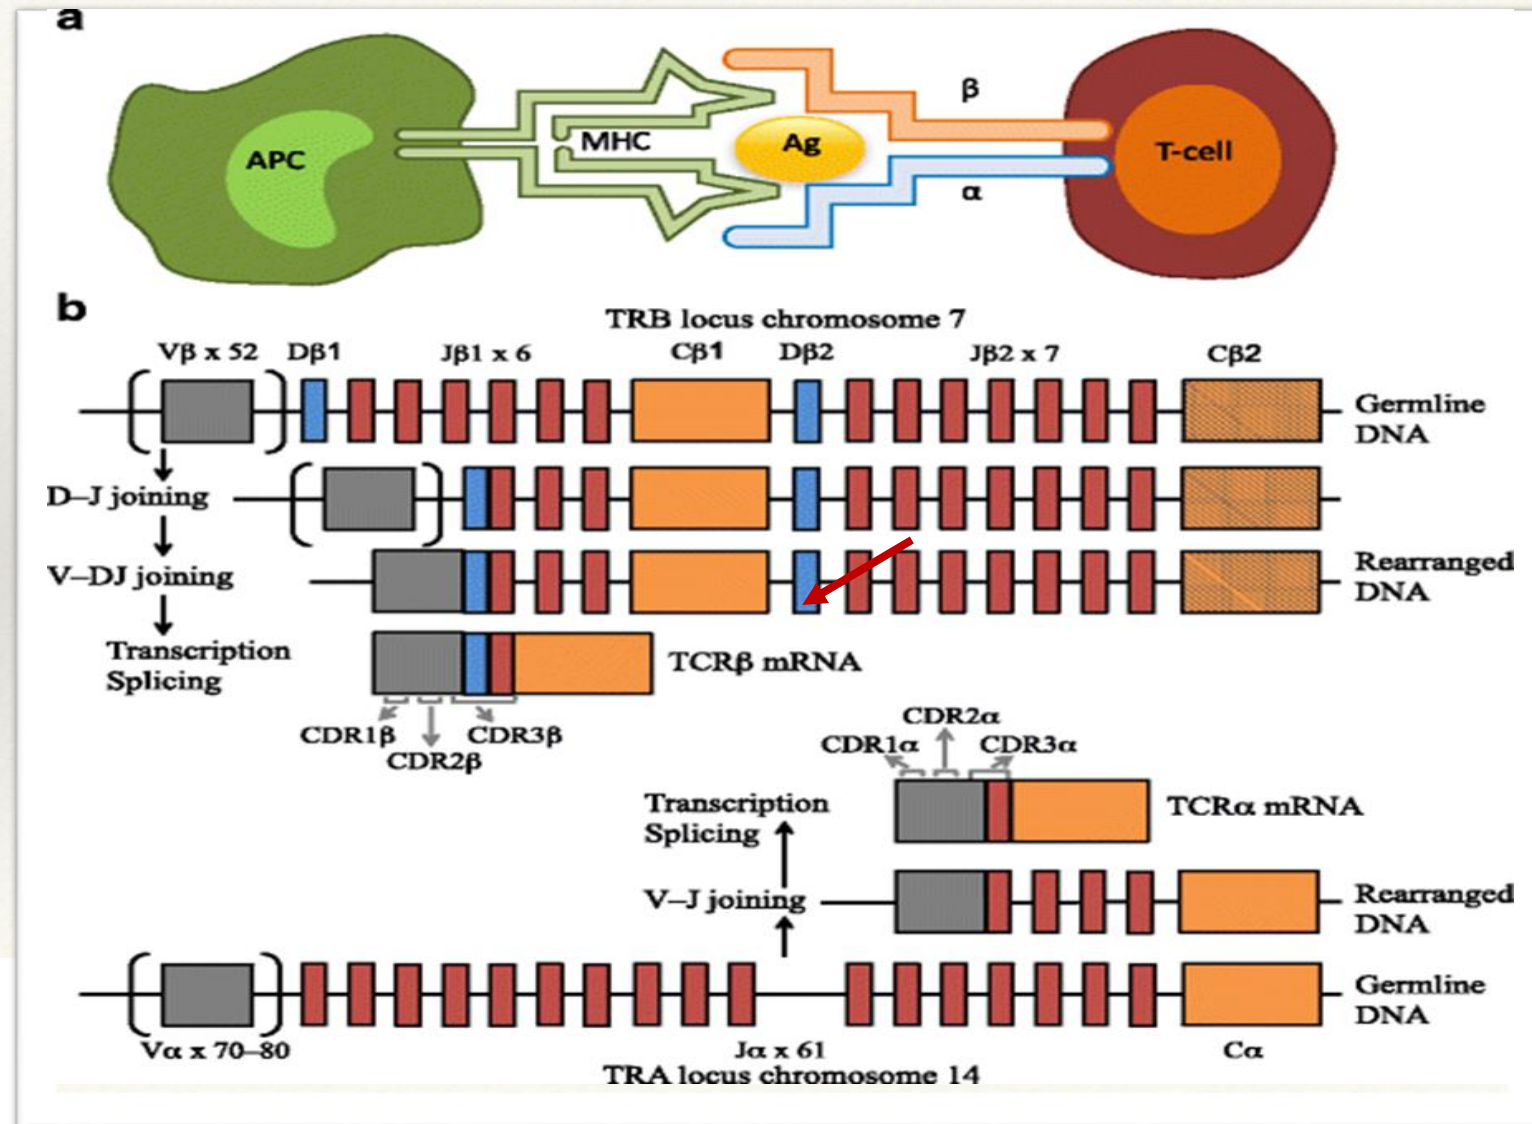 a
APC
MHC
Ag
β
α
T-cell
b
TRB locus chromosome 7
Vβ x 52 Dβ1 Jβ1 x 6 Cβ1 Dβ2 Jβ2 x 7 Cβ2
Germline
DNA
D–J joining
V–DJ joining
Rearranged
DNA
Transcription
Splicing
TCRβ mRNA
CDR1β
CDR2β
CDR3β
CDR2α
CDR1α
CDR3α
Transcription
Splicing
TCRα mRNA
V–J joining
Rearranged
DNA
Germline
DNA
Vα x 70–80 Jα x 61 Cα
TRA locus chromosome 14